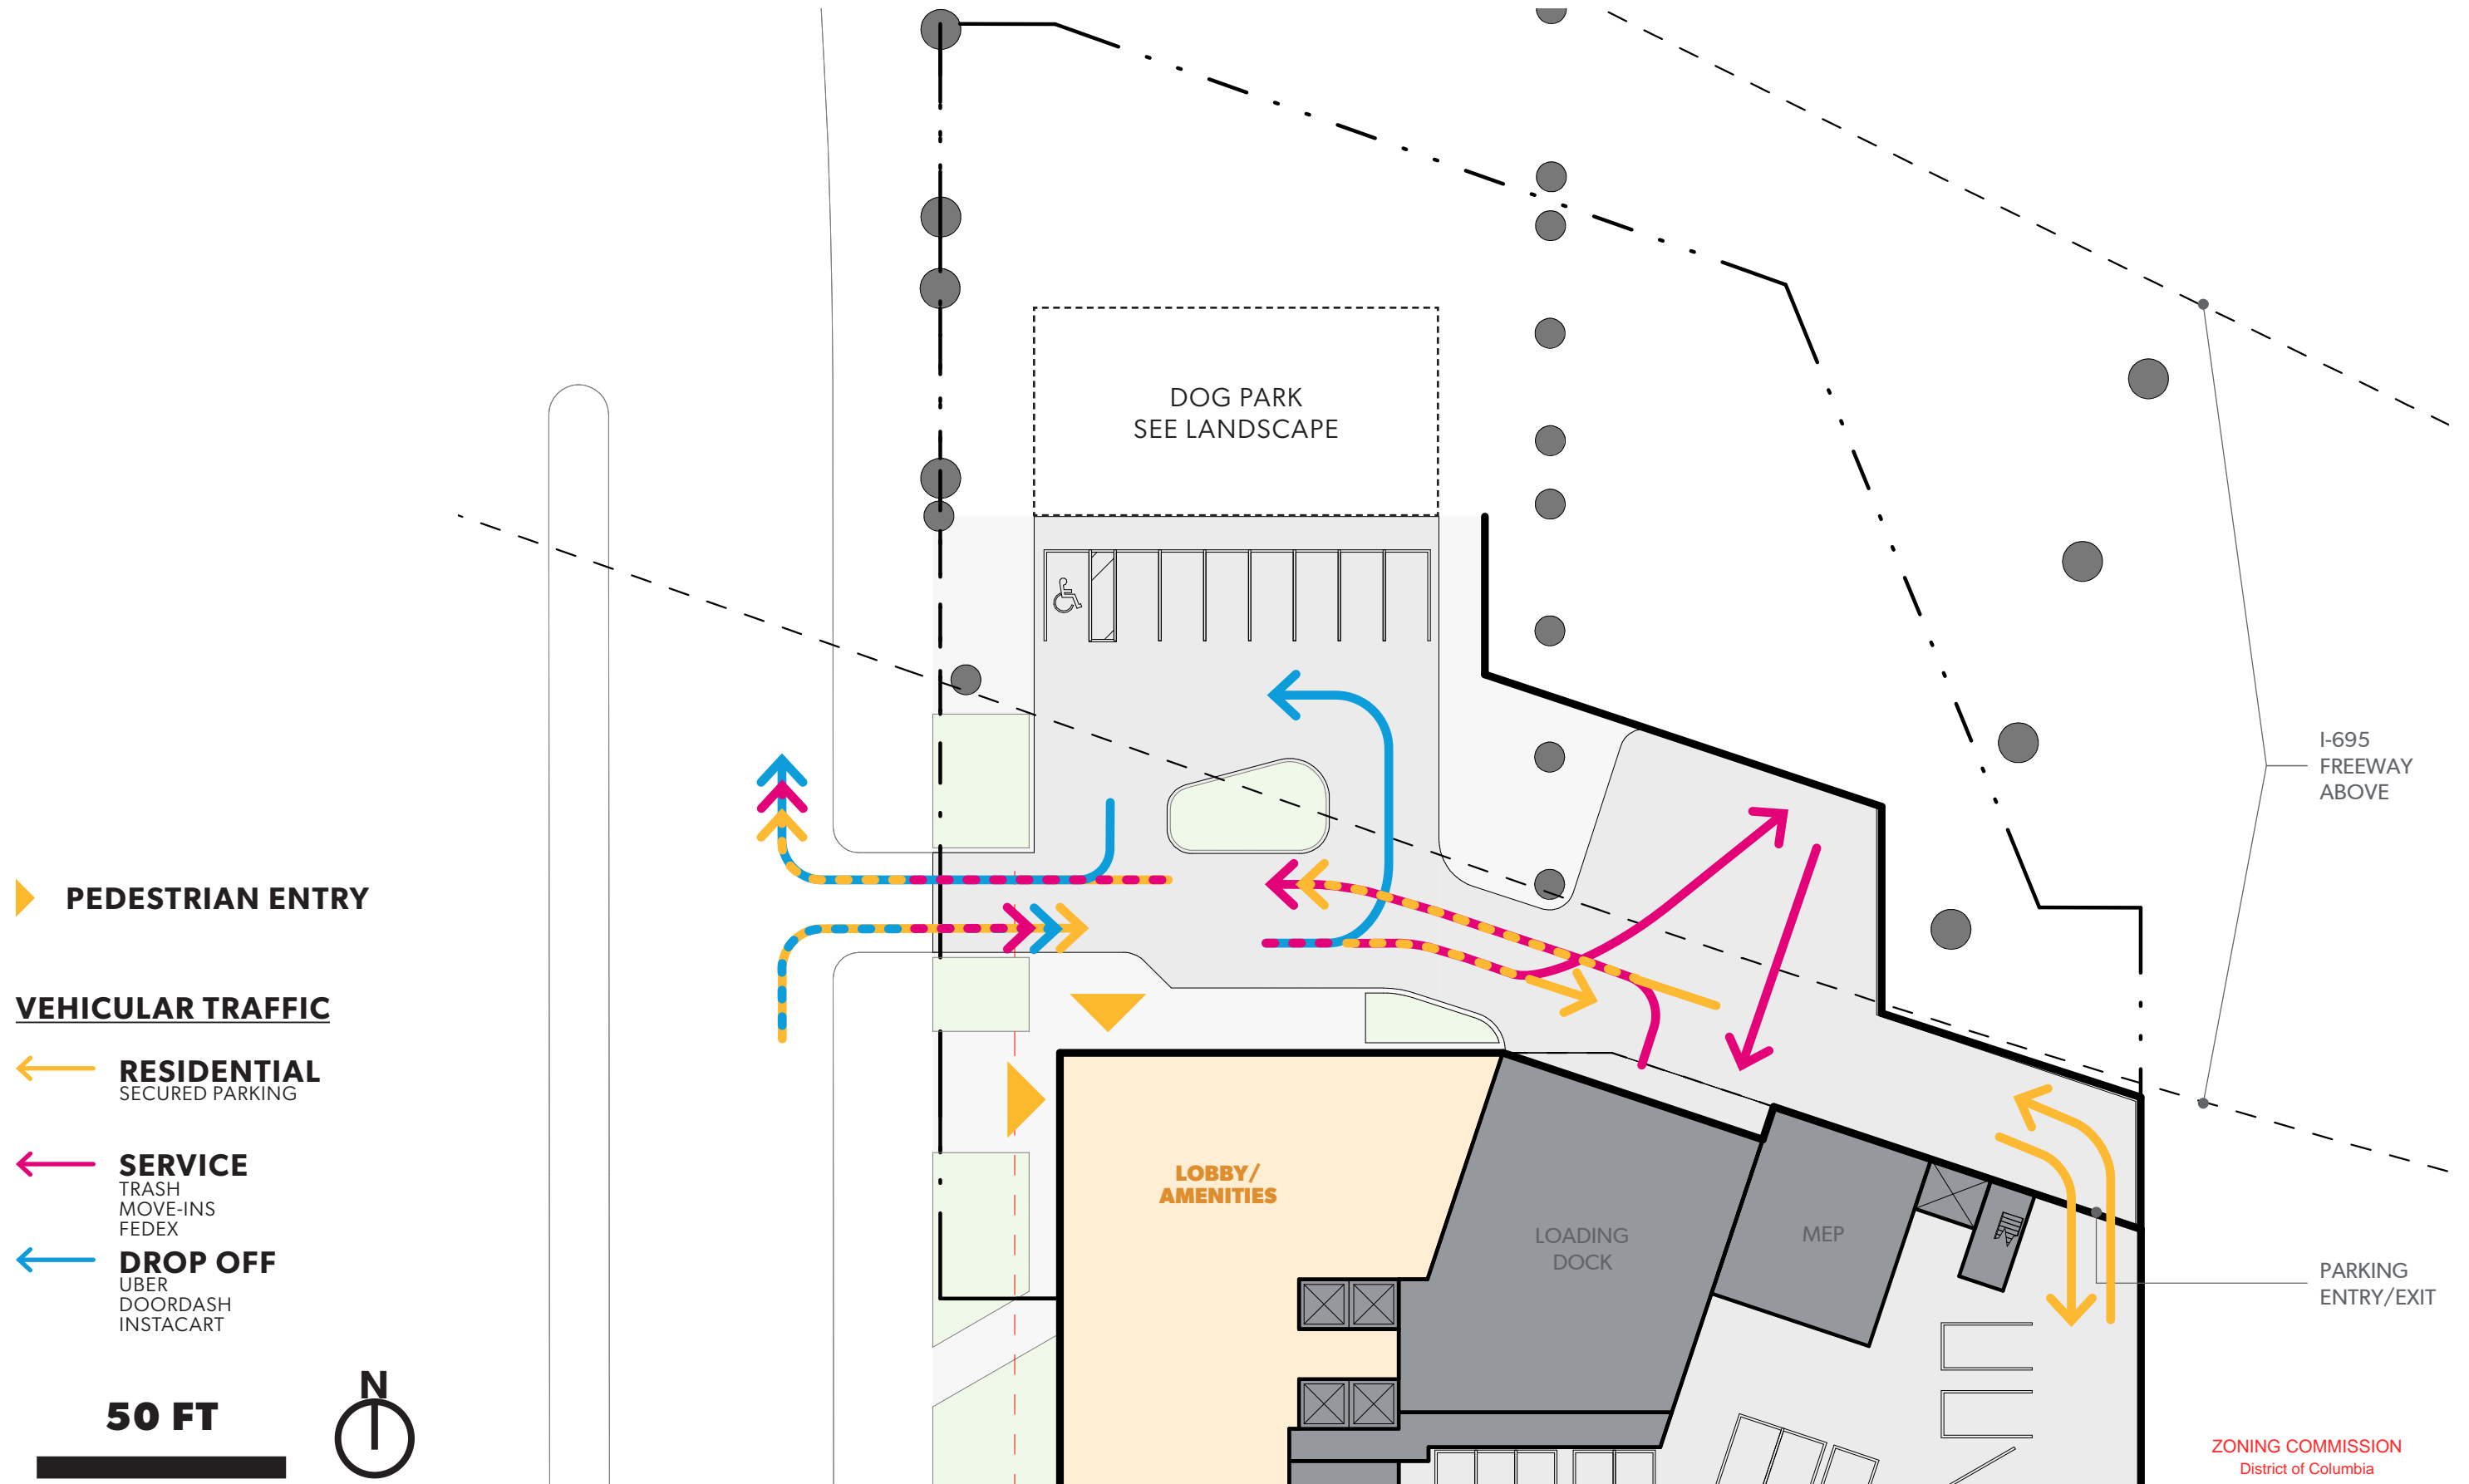 DOG PARK
SEE LANDSCAPE
I-695
FREEWAY
ABOVE
PEDESTRIAN ENTRY
VEHICULAR TRAFFIC
RESIDENTIAL
SECURED PARKING
SERVICE
TRASH
MOVE-INS
FEDEX
DROP OFF
UBER
DOORDASH
INSTACART
50 FT
N
LOBBY/
AMENITIES
LOADING
DOCK
MEP
PARKING
ENTRY/EXIT
ZONING COMMISSION
District of Columbia